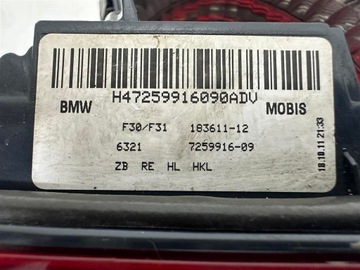 H47259916090ADV
BMW MOBIS
F30/F31 183611-12
6321 7259916-09
ZB RE HL HKL
18.10.11 21:33